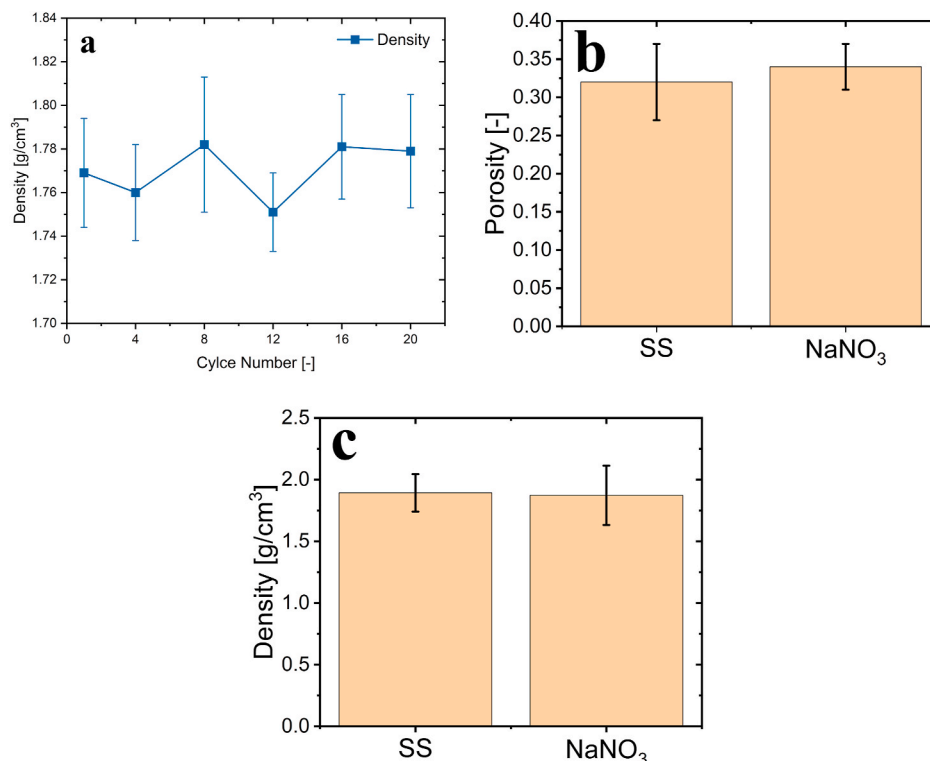 a
Density
1.84
1.82
1.80
1.78
1.76
1.74
1.72
1.70
Density [g/cm³]
0 4 8 12 16 20
Cylce Number [-]
b
0.40
0.35
0.30
0.25
0.20
0.15
0.10
0.05
0.00
Porosity [-]
SS NaNO₃
c
2.5
2.0
1.5
1.0
0.5
0.0
Density [g/cm³]
SS NaNO₃